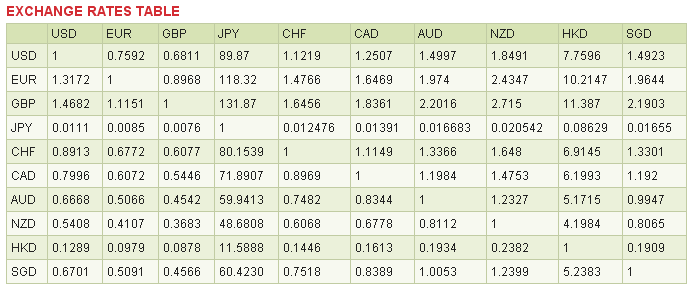 EXCHANGE RATES TABLE
USD EUR GBP JPY CHF CAD AUD NZD HKD SGD
USD 1 0.7592 0.6811 89.87 1.1219 1.2507 1.4997 1.8491 7.7596 1.4923
EUR 1.3172 1 0.8968 118.32 1.4766 1.6469 1.974 2.4347 10.2147 1.9644
GBP 1.4682 1.1151 1 131.87 1.6456 1.8361 2.2016 2.715 11.387 2.1903
JPY 0.0111 0.0085 0.0076 1 0.012476 0.01391 0.016683 0.020542 0.08629 0.01655
CHF 0.8913 0.6772 0.6077 80.1539 1 1.1149 1.3366 1.648 6.9145 1.3301
CAD 0.7996 0.6072 0.5446 71.8907 0.8969 1 1.1984 1.4753 6.1993 1.192
AUD 0.6668 0.5066 0.4542 59.9413 0.7482 0.8344 1 1.2327 5.1715 0.9947
NZD 0.5408 0.4107 0.3683 48.6808 0.6068 0.6778 0.8112 1 4.1984 0.8065
HKD 0.1289 0.0979 0.0878 11.5888 0.1446 0.1613 0.1934 0.2382 1 0.1909
SGD 0.6701 0.5091 0.4566 60.4230 0.7518 0.8389 1.0053 1.2399 5.2383 1